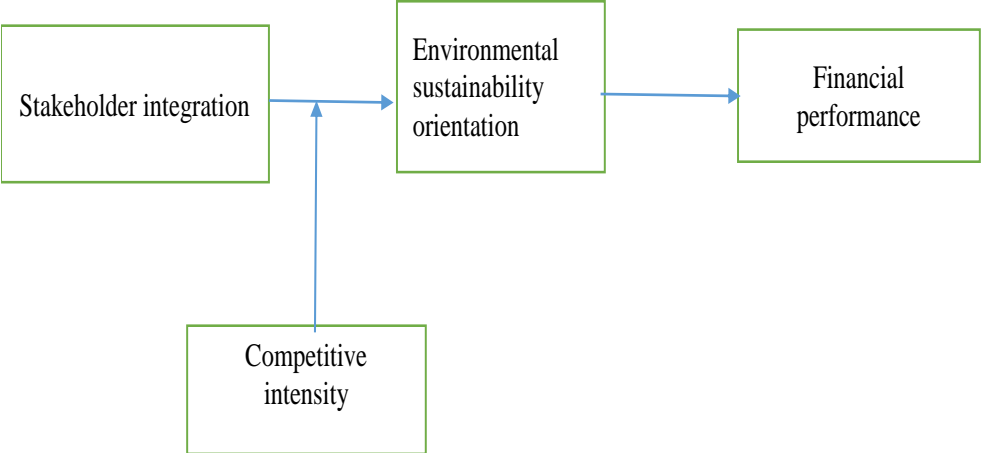 Stakeholder integration
Environmental
sustainability
orientation
Financial
performance
Competitive
intensity